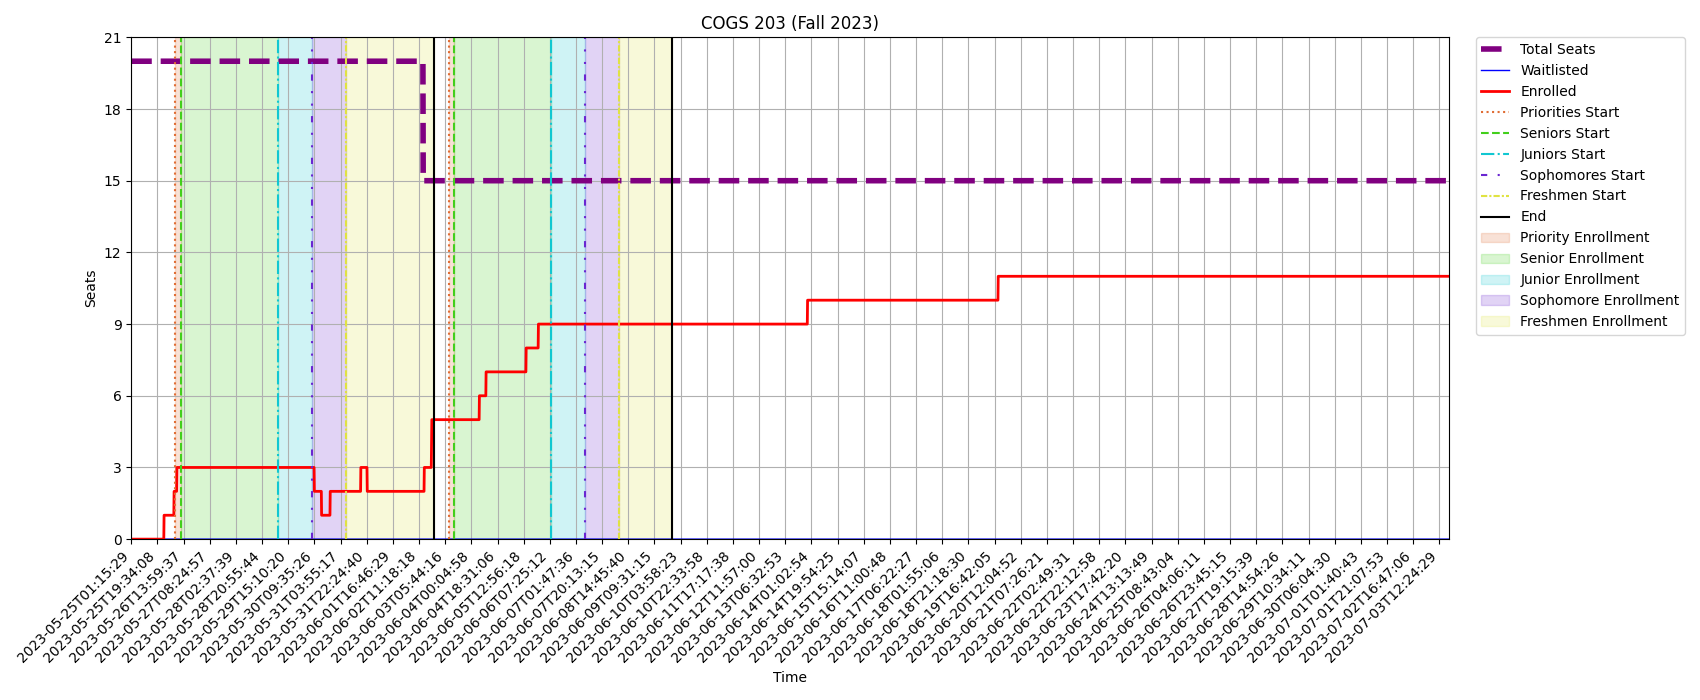 COGS 203 (Fall 2023)
Seats
21
18
15
12
9
6
3
0
2023-05-25T01:15:29
2023-05-25T19:34:08
2023-05-26T13:59:37
2023-05-27T08:24:57
2023-05-28T02:37:39
2023-05-28T20:55:44
2023-05-29T15:10:20
2023-05-30T09:35:26
2023-05-31T03:55:17
2023-05-31T22:24:40
2023-06-01T16:46:29
2023-06-02T11:18:18
2023-06-03T05:44:16
2023-06-04T00:04:58
2023-06-04T18:31:06
2023-06-05T12:56:18
2023-06-06T07:25:12
2023-06-07T01:47:36
2023-06-07T20:13:15
2023-06-08T14:45:40
2023-06-09T09:31:15
2023-06-10T03:58:23
2023-06-10T22:33:58
2023-06-11T17:17:38
2023-06-12T11:57:00
2023-06-13T06:32:53
2023-06-14T01:02:54
2023-06-14T19:54:25
2023-06-15T15:14:07
2023-06-16T11:00:48
2023-06-17T06:22:27
2023-06-18T01:55:06
2023-06-18T21:18:30
2023-06-19T16:42:05
2023-06-20T12:04:52
2023-06-21T07:26:21
2023-06-22T02:49:31
2023-06-22T22:12:58
2023-06-23T17:42:20
2023-06-24T13:13:49
2023-06-25T08:43:04
2023-06-26T04:06:11
2023-06-26T23:45:15
2023-06-27T19:15:39
2023-06-28T14:54:26
2023-06-29T10:34:11
2023-06-30T06:04:30
2023-07-01T01:40:43
2023-07-01T21:07:53
2023-07-02T16:47:06
2023-07-03T12:24:29
Time
Total Seats
Waitlisted
Enrolled
Priorities Start
Seniors Start
Juniors Start
Sophomores Start
Freshmen Start
End
Priority Enrollment
Senior Enrollment
Junior Enrollment
Sophomore Enrollment
Freshmen Enrollment